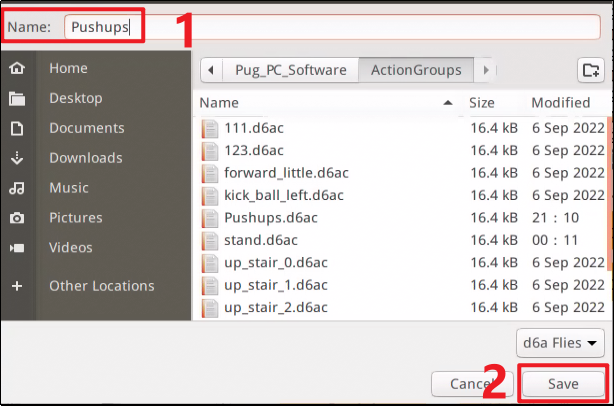 Name: Pushups 1
Home
Desktop
Documents
Downloads
Music
Pictures
Videos
Other Locations
Pug_PC_Software ActionGroups
Name Size Modified
111.d6ac 16.4 kB 6 Sep 2022
123.d6ac 16.4 kB 6 Sep 2022
forward_little.d6ac 16.4 kB 6 Sep 2022
kick_ball_left.d6ac 16.4 kB 6 Sep 2022
Pushups.d6ac 16.4 kB 21 : 10
stand.d6ac 16.4 kB 00 : 11
up_stair_0.d6ac 16.4 kB 6 Sep 2022
up_stair_1.d6ac 16.4 kB 6 Sep 2022
up_stair_2.d6ac 16.4 kB 6 Sep 2022
d6a Flies
Cancel 2 Save